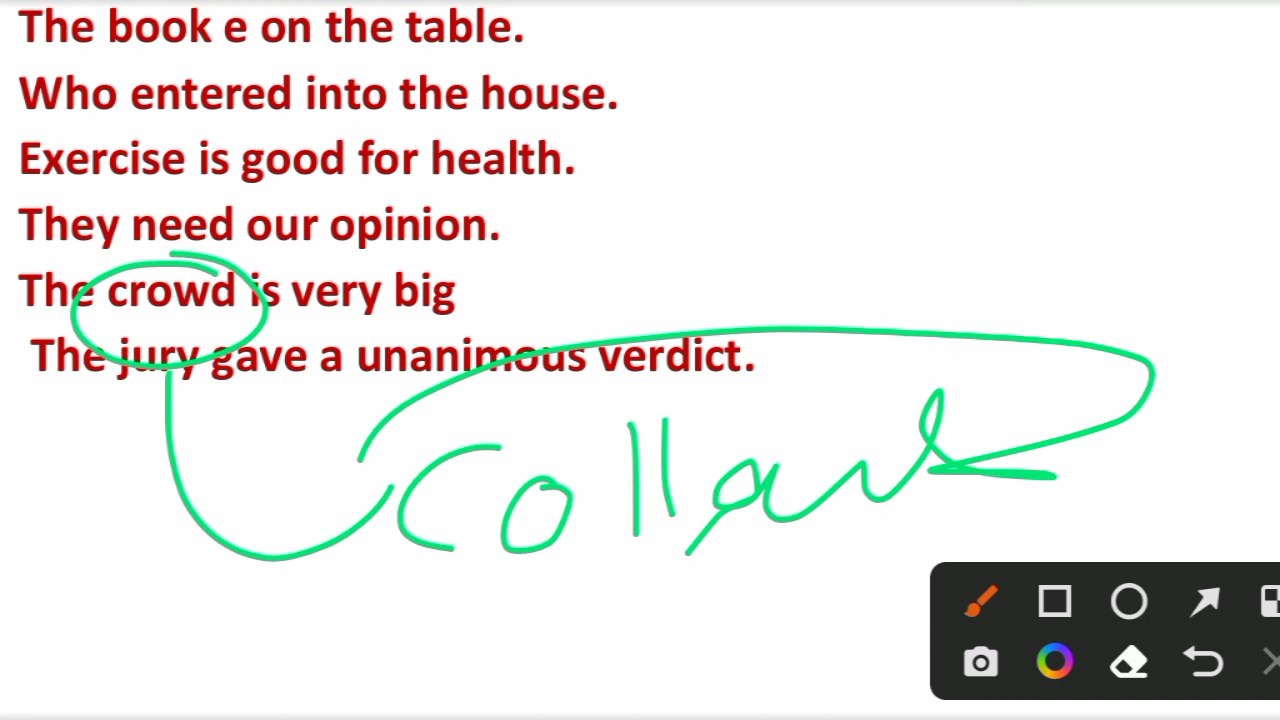 The book e on the table.
Who entered into the house.
Exercise is good for health.
They need our opinion.
The crowd is very big
The jury gave a unanimous verdict.